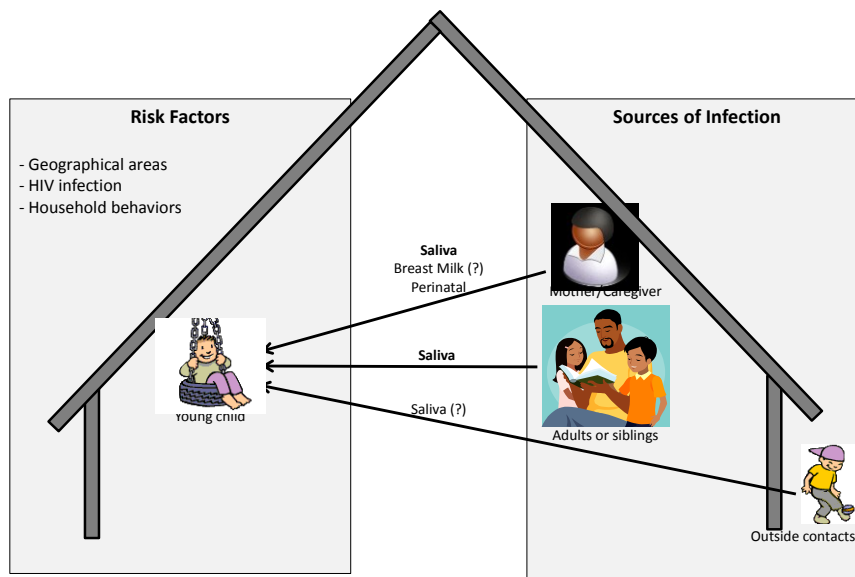 Risk Factors
- Geographical areas
- HIV infection
- Household behaviors
Sources of Infection
Saliva
Breast Milk (?)
Perinatal
Mother/Caregiver
Saliva
Young child
Saliva (?)
Adults or siblings
Outside contacts